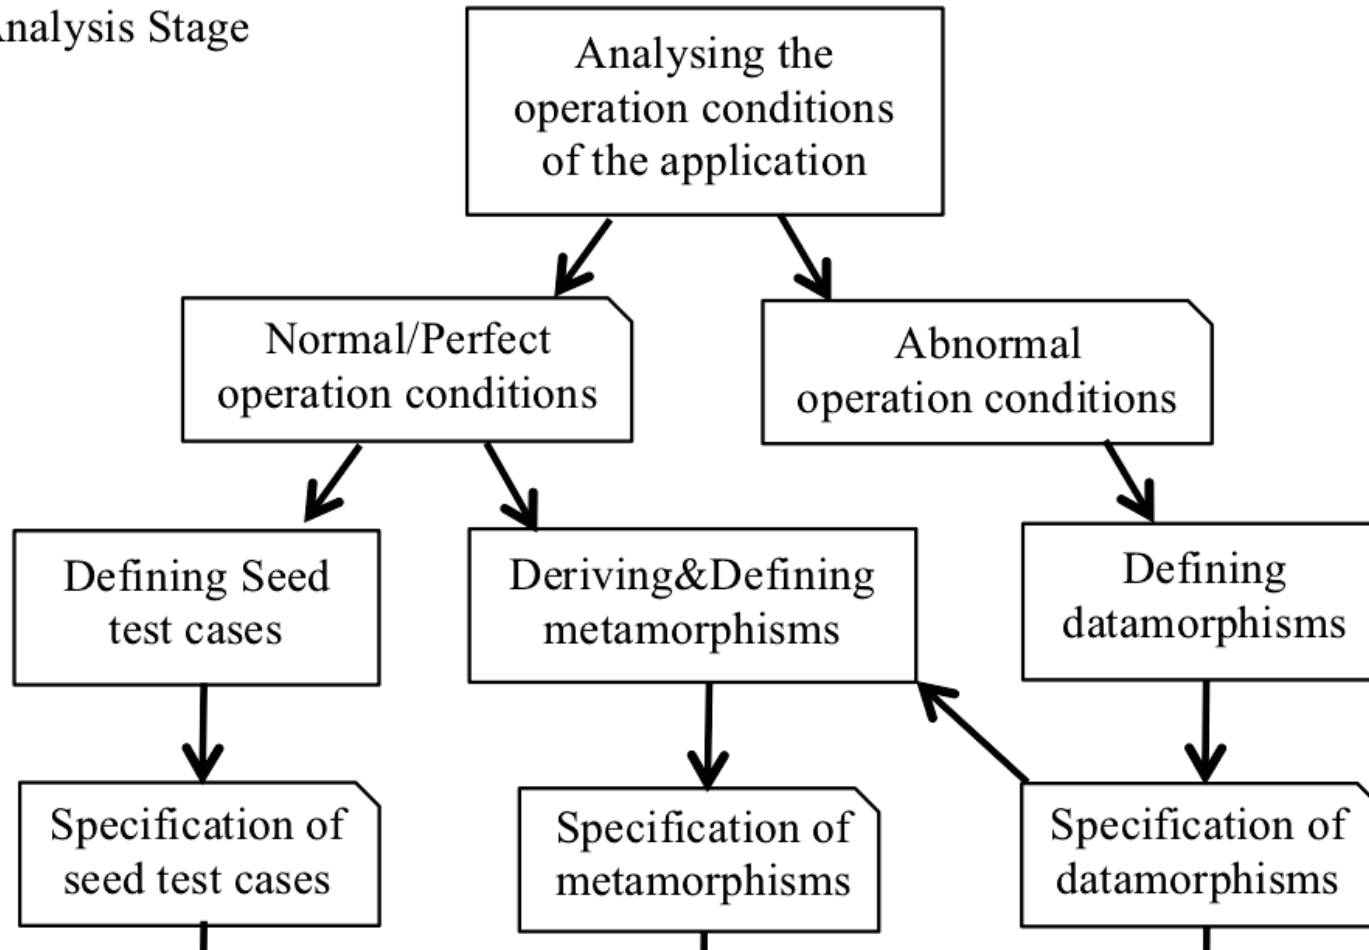 Analysis Stage
Analysing the
operation conditions
of the application
Normal/Perfect
operation conditions
Abnormal
operation conditions
Defining Seed
test cases
Deriving&Defining
metamorphisms
Defining
datamorphisms
Specification of
seed test cases
Specification of
metamorphisms
Specification of
datamorphisms